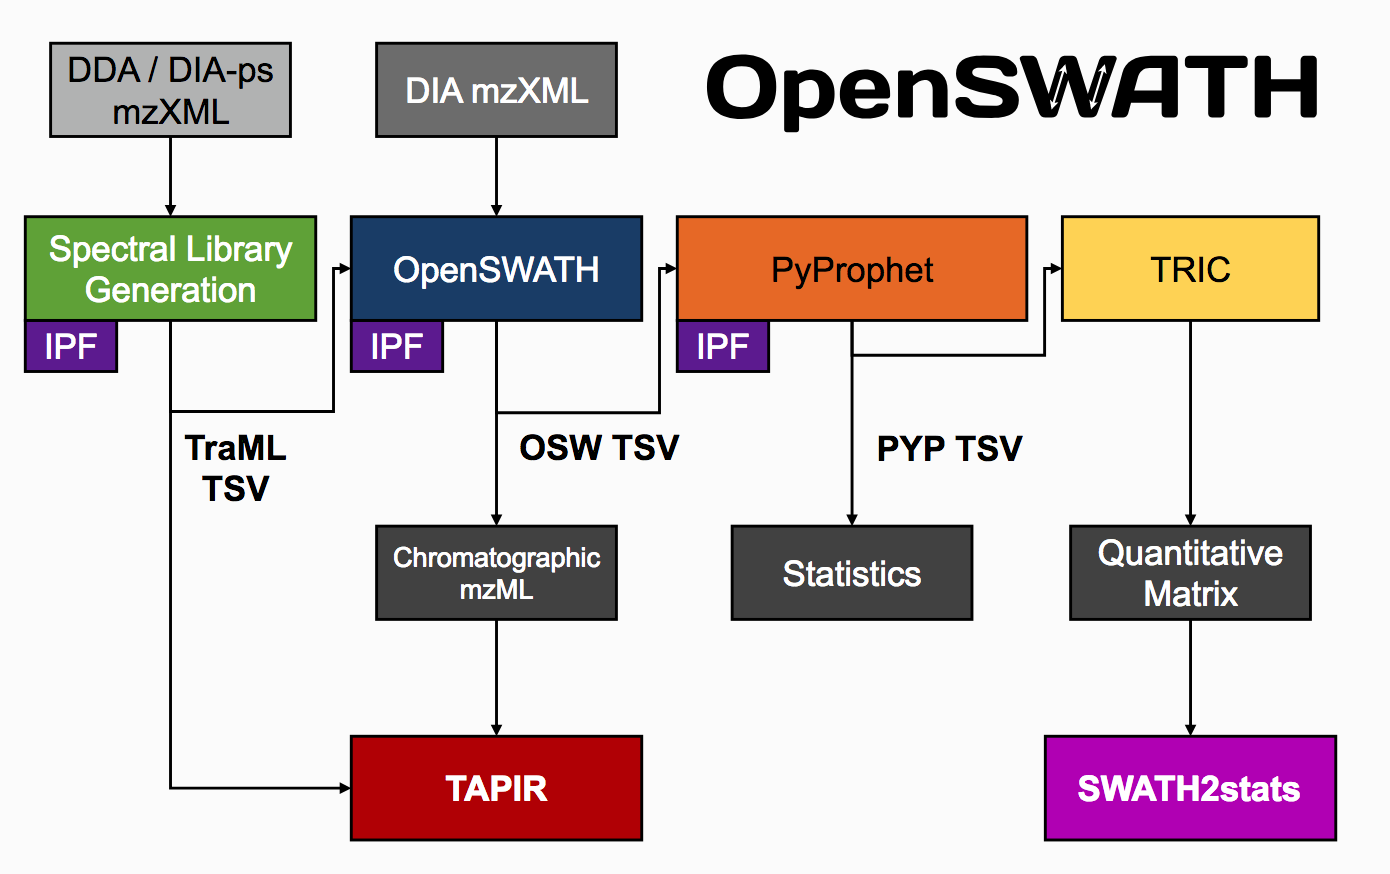 DDA / DIA-ps
mzXML
DIA mzXML
OpenSWATH
Spectral Library
Generation
IPF
OpenSWATH
IPF
PyProphet
IPF
TRIC
TraML
TSV
OSW TSV
PYP TSV
Chromatographic
mzML
Statistics
Quantitative
Matrix
TAPIR
SWATH2stats